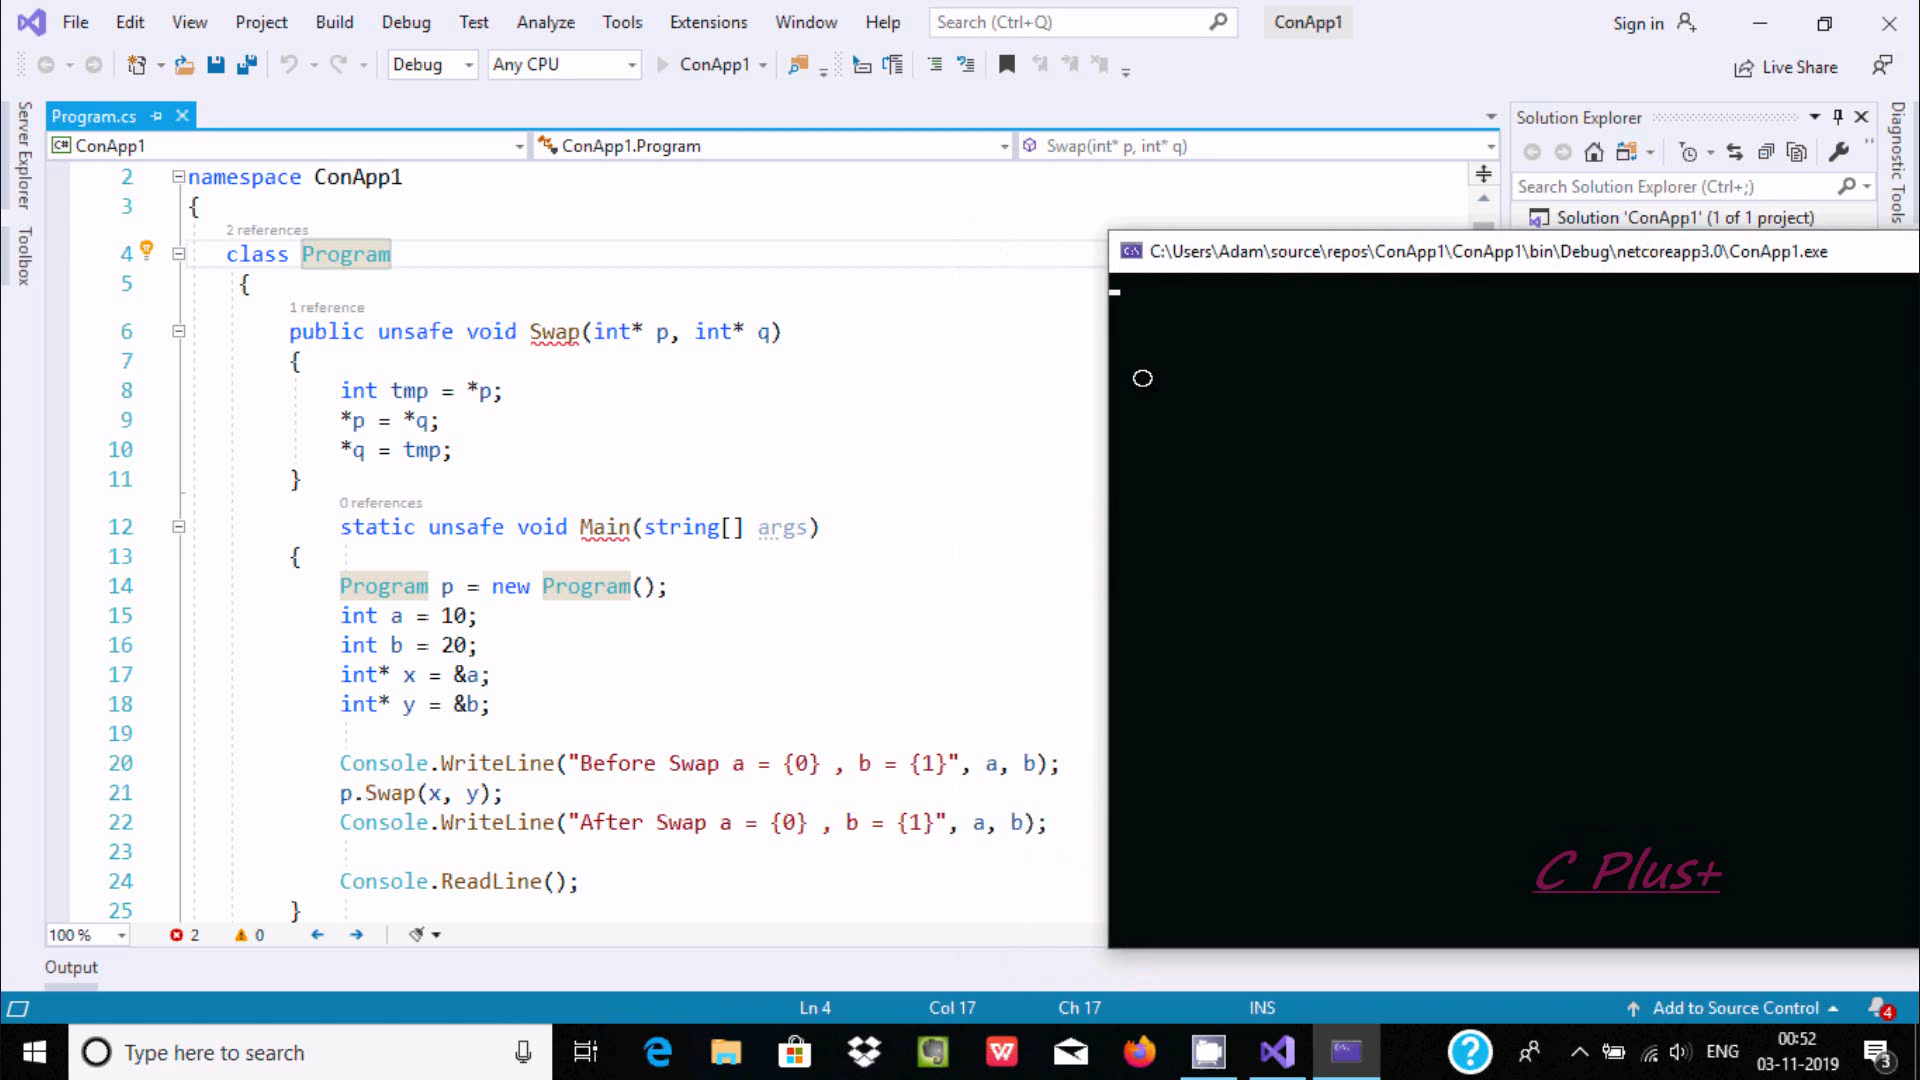 File Edit View Project Build Debug Test Analyze Tools Extensions Window Help Search (Ctrl+Q) ConApp1 Sign in
Debug Any CPU ConApp1 Live Share
Server Explorer
Toolbox
Program.cs
ConApp1 ConApp1.Program Swap(int* p, int* q)
2 namespace ConApp1
3 {
2 references
4 class Program
5 {
1 reference
6 public unsafe void Swap(int* p, int* q)
7 {
8 int tmp = *p;
9 *p = *q;
10 *q = tmp;
11 }
0 references
12 static unsafe void Main(string[] args)
13 {
14 Program p = new Program();
15 int a = 10;
16 int b = 20;
17 int* x = &a;
18 int* y = &b;
19
20 Console.WriteLine("Before Swap a = {0} , b = {1}", a, b);
21 p.Swap(x, y);
22 Console.WriteLine("After Swap a = {0} , b = {1}", a, b);
23
24 Console.ReadLine();
25 }
100 % 2 0
Output
Solution Explorer
Search Solution Explorer (Ctrl+;)
Solution 'ConApp1' (1 of 1 project)
Diagnostic Tools
C:\Users\Adam\source\repos\ConApp1\ConApp1\bin\Debug\netcoreapp3.0\ConApp1.exe
C Plus+
Ln 4 Col 17 Ch 17 INS Add to Source Control 4
Type here to search
ENG
00:52
03-11-2019
3